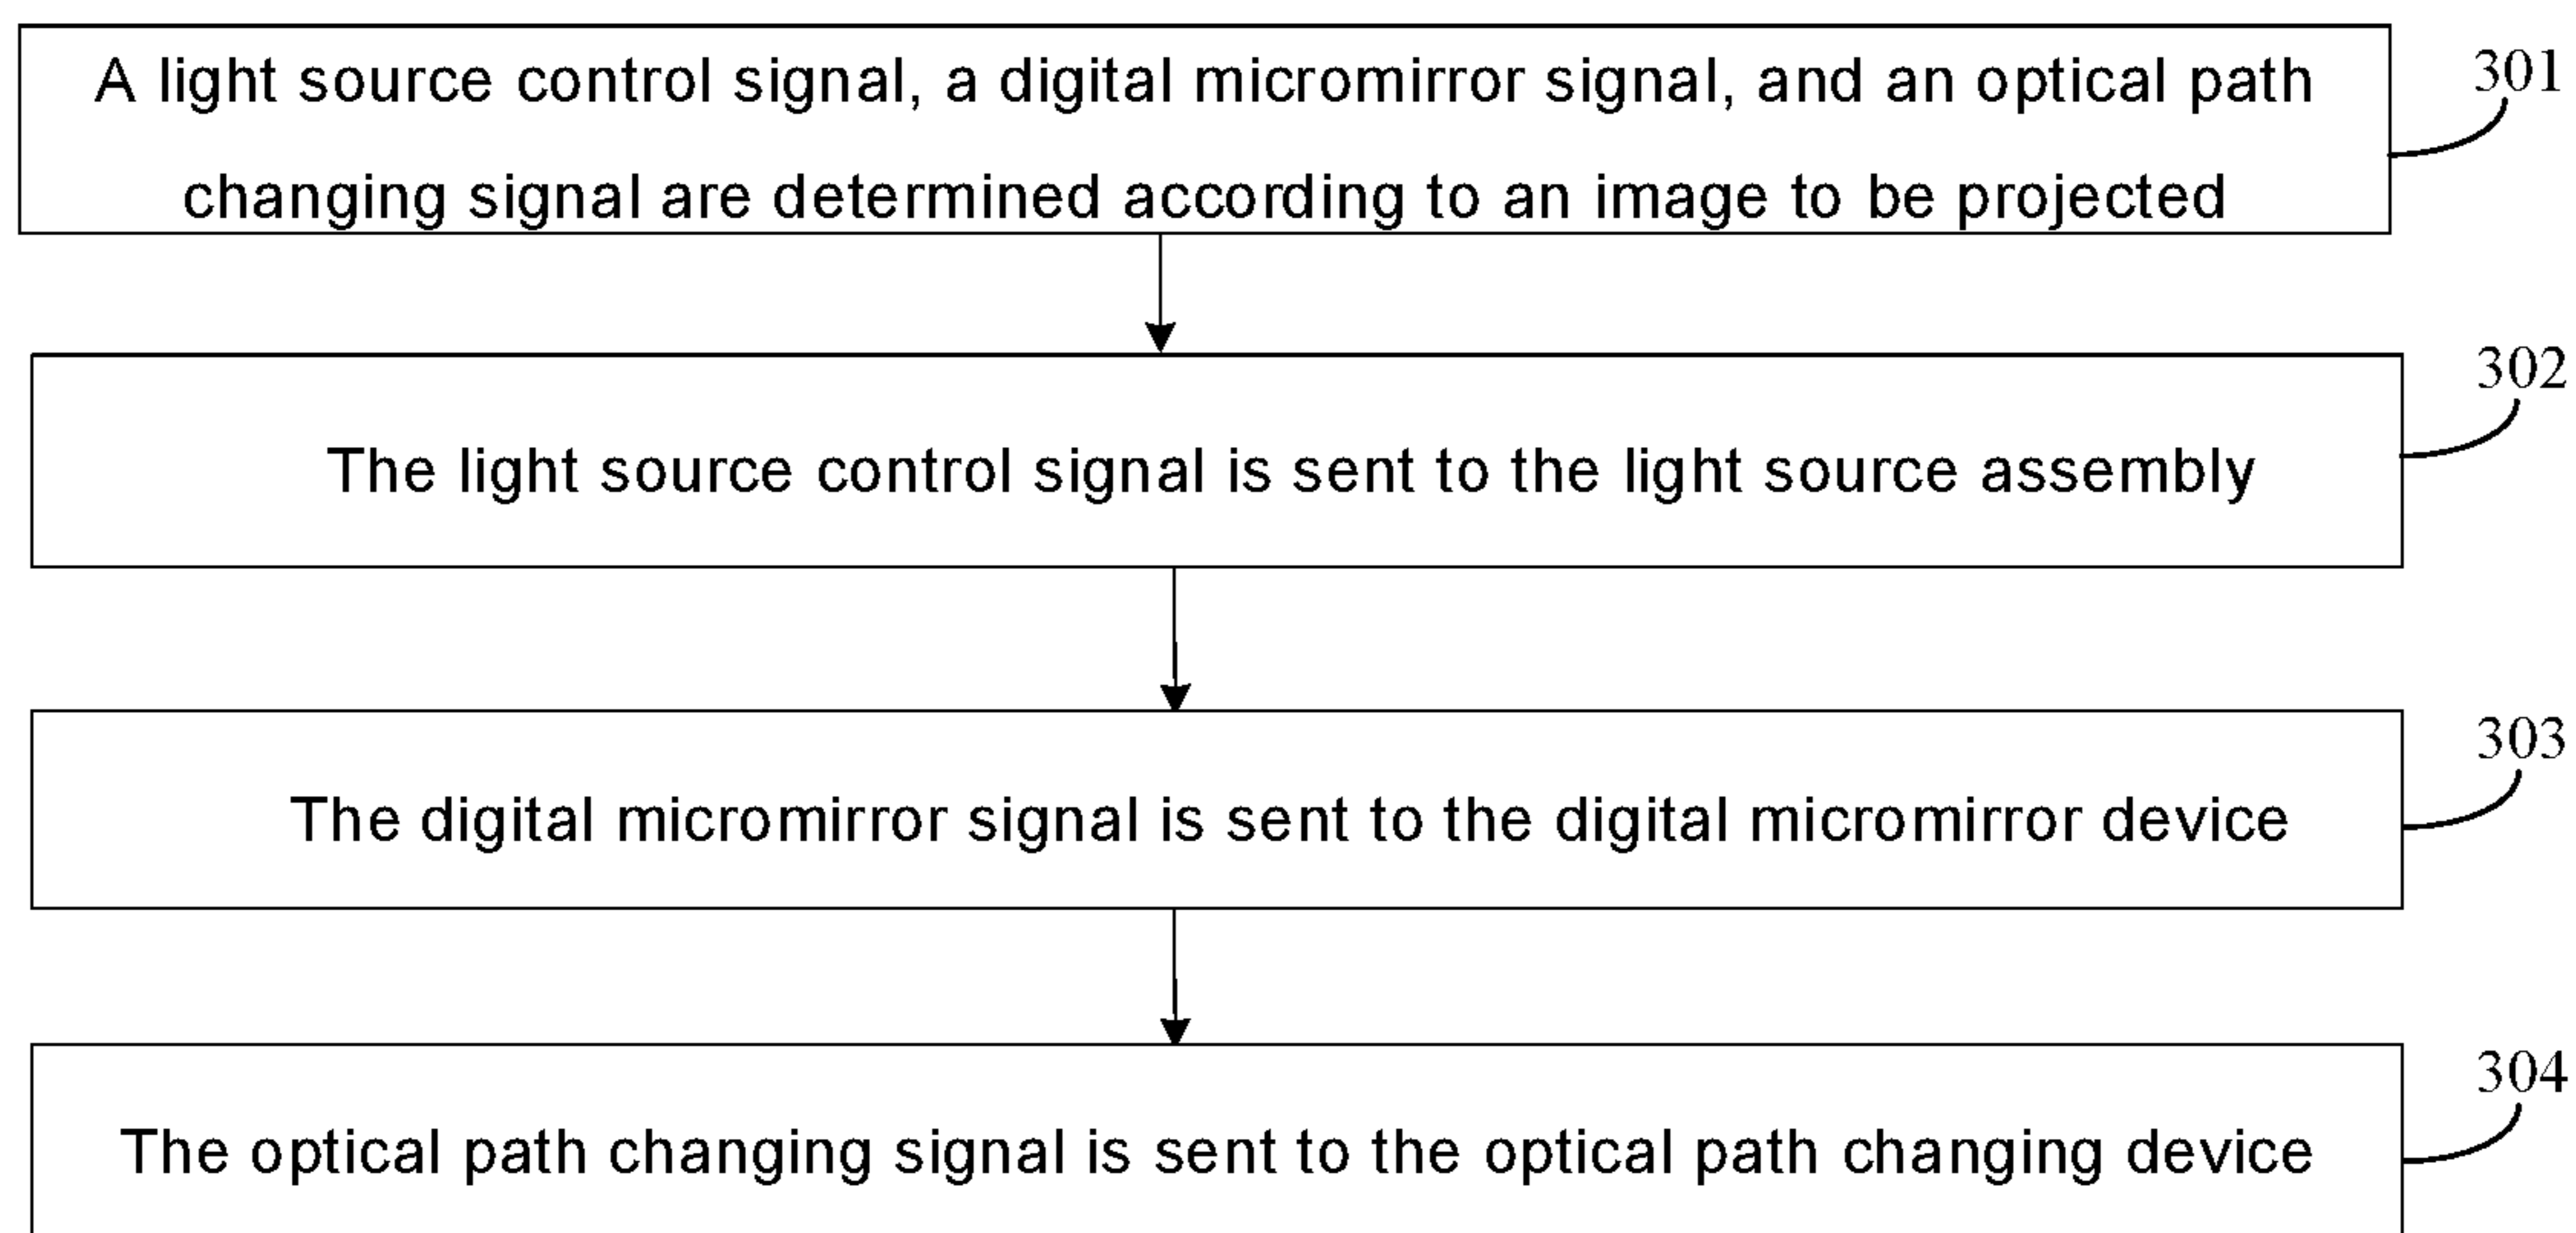 A light source control signal, a digital micromirror signal, and an optical path
changing signal are determined according to an image to be projected
301
The light source control signal is sent to the light source assembly
302
The digital micromirror signal is sent to the digital micromirror device
303
The optical path changing signal is sent to the optical path changing device
304